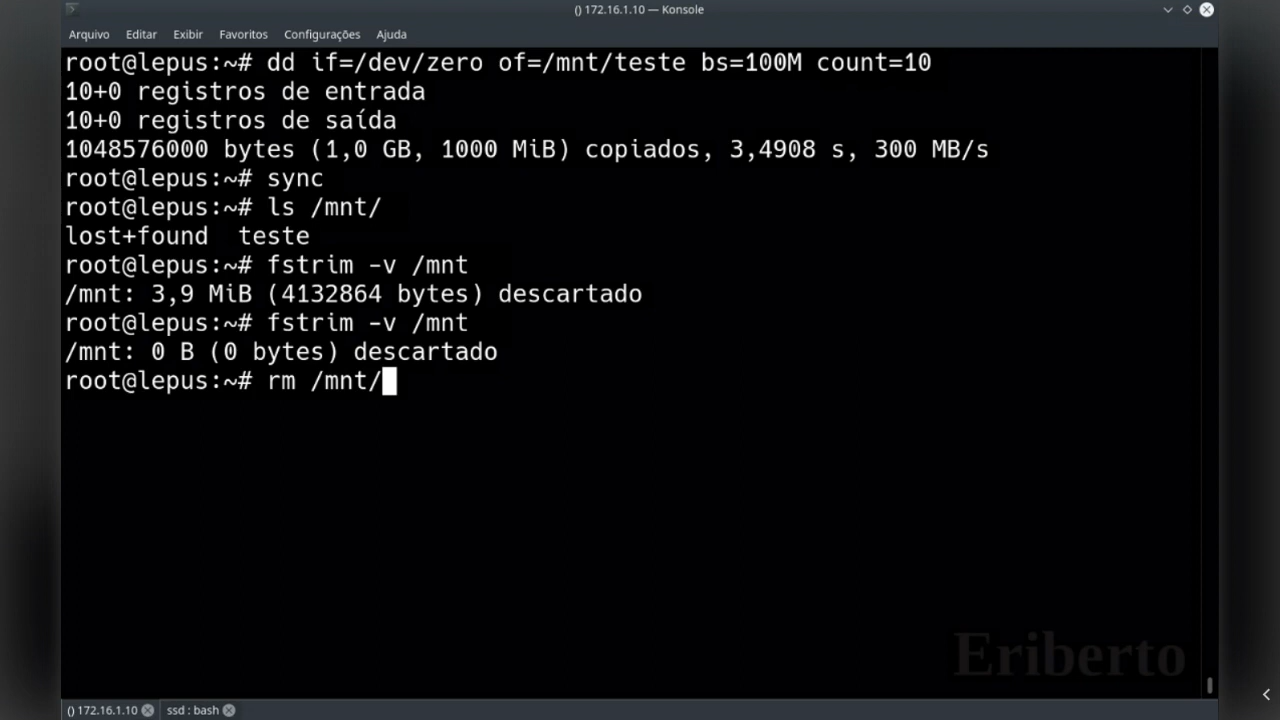 () 172.16.1.10 — Konsole
Arquivo Editar Exibir Favoritos Configurações Ajuda
root@lepus:~# dd if=/dev/zero of=/mnt/teste bs=100M count=10
10+0 registros de entrada
10+0 registros de saída
1048576000 bytes (1,0 GB, 1000 MiB) copiados, 3,4908 s, 300 MB/s
root@lepus:~# sync
root@lepus:~# ls /mnt/
lost+found  teste
root@lepus:~# fstrim -v /mnt
/mnt: 3,9 MiB (4132864 bytes) descartado
root@lepus:~# fstrim -v /mnt
/mnt: 0 B (0 bytes) descartado
root@lepus:~# rm /mnt/
Eriberto
() 172.16.1.10 ssd : bash